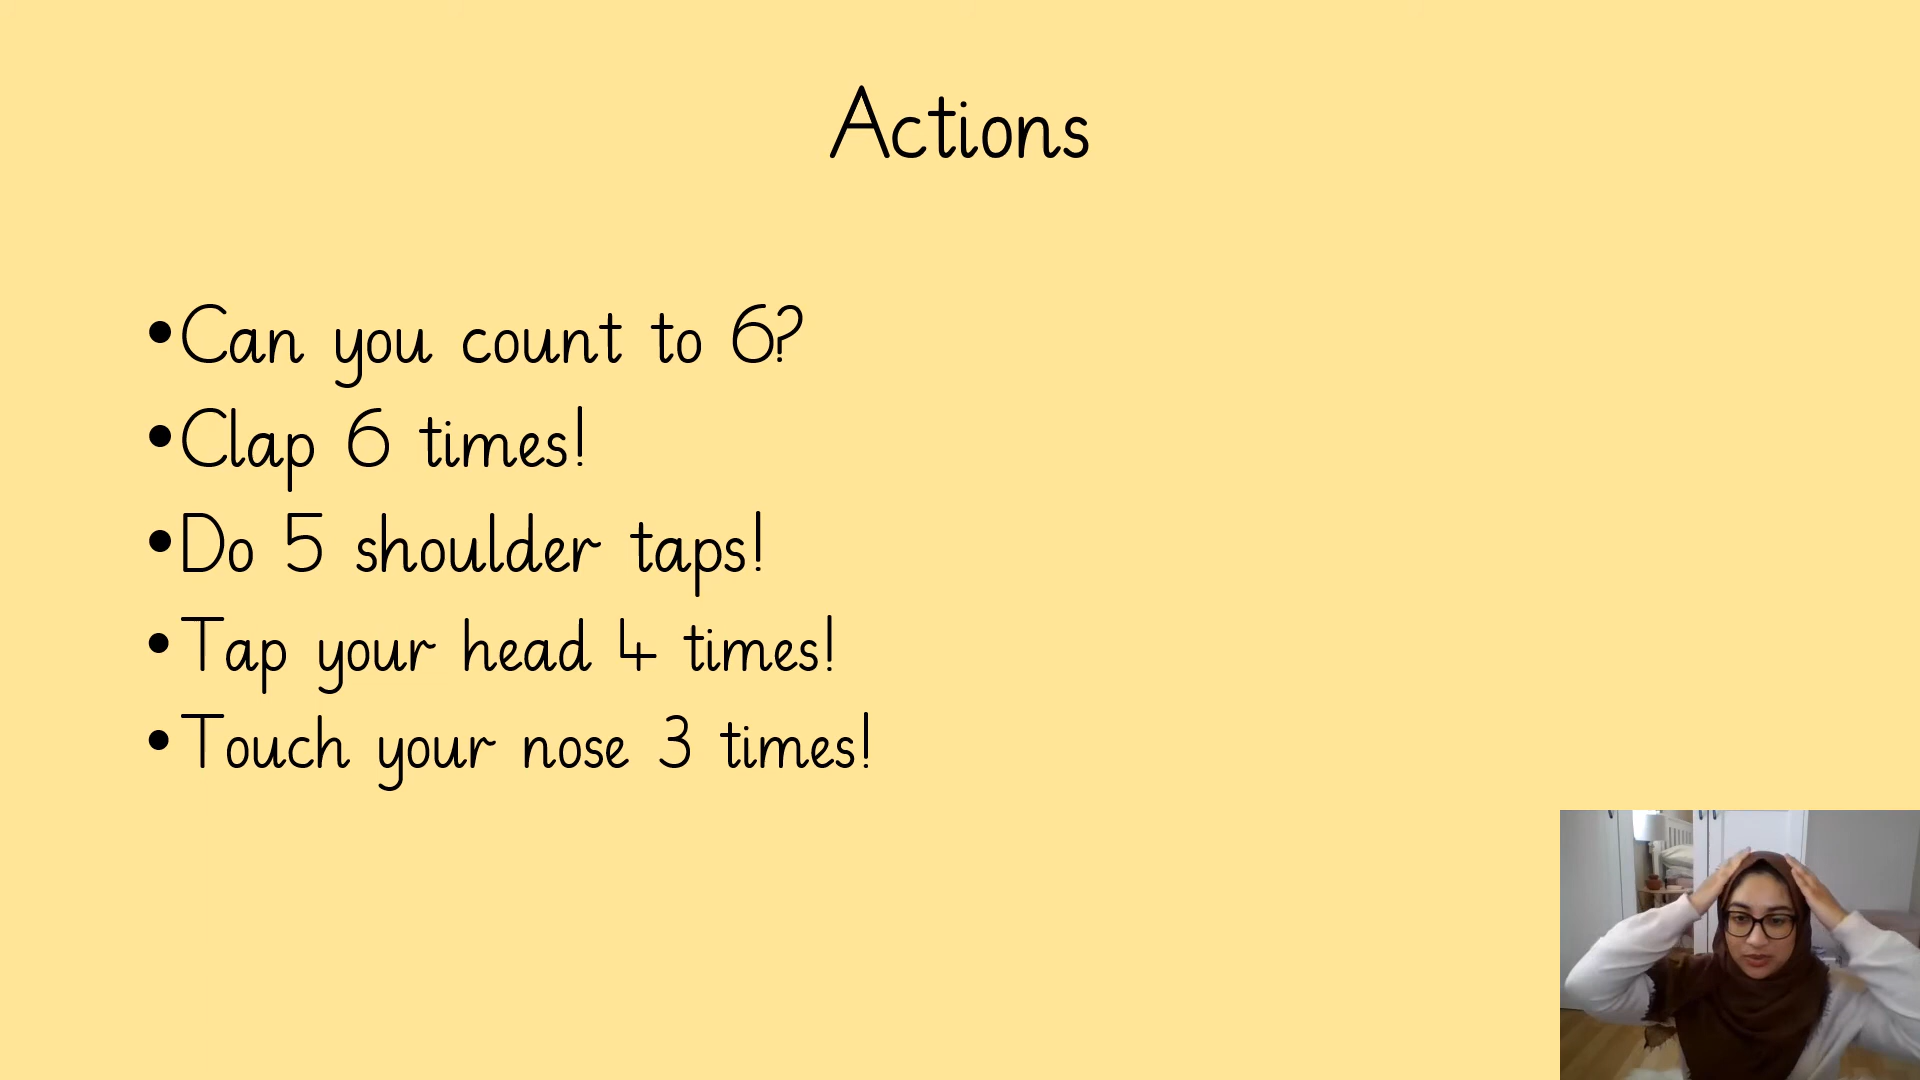 Actions
•Can you count to 6?
•Clap 6 times!
•Do 5 shoulder taps!
•Tap your head 4 times!
•Touch your nose 3 times!